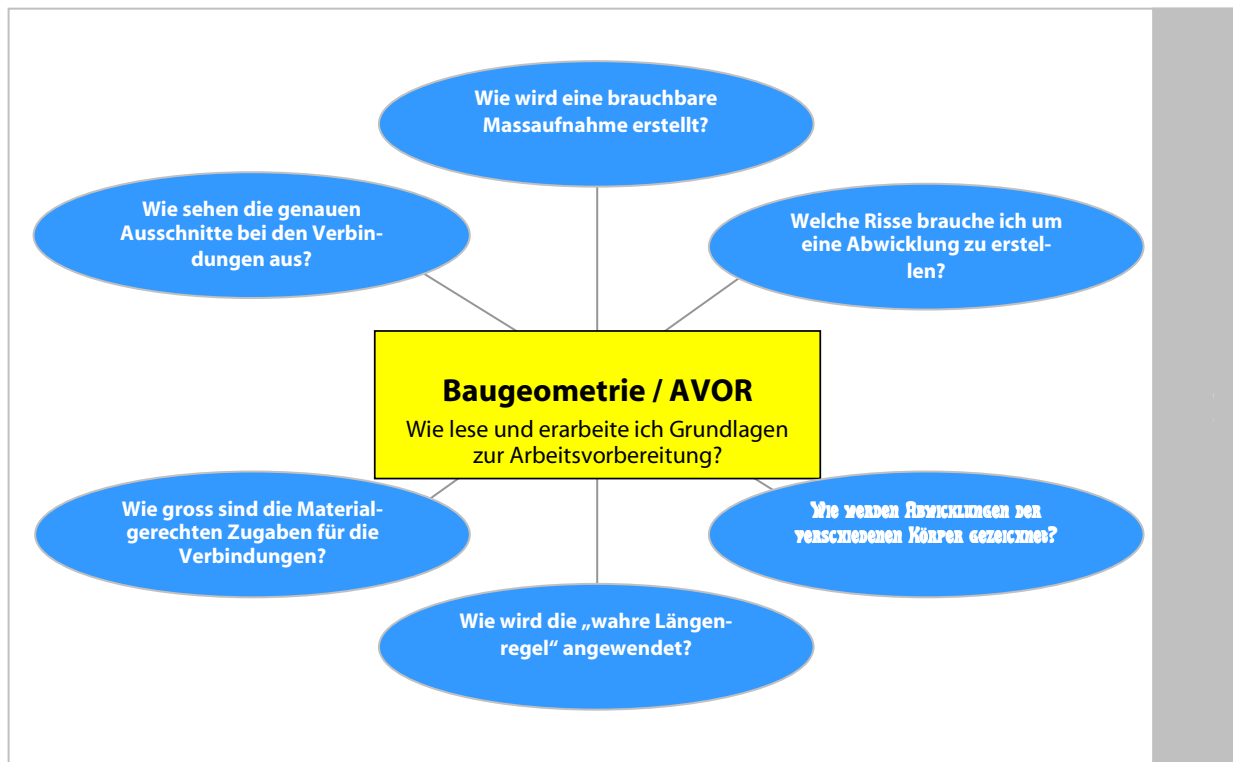 Wie wird eine brauchbare
Massaufnahme erstellt?
Wie sehen die genauen
Ausschnitte bei den Verbin-
dungen aus?
Welche Risse brauche ich um
eine Abwicklung zu erstel-
len?
Baugeometrie / AVOR
Wie lese und erarbeite ich Grundlagen
zur Arbeitsvorbereitung?
Wie gross sind die Material-
gerechten Zugaben für die
Verbindungen?
Wie werden Abwicklungen der
verschiedenen Körper gezeichnet?
Wie wird die „wahre Längen-
regel“ angewendet?